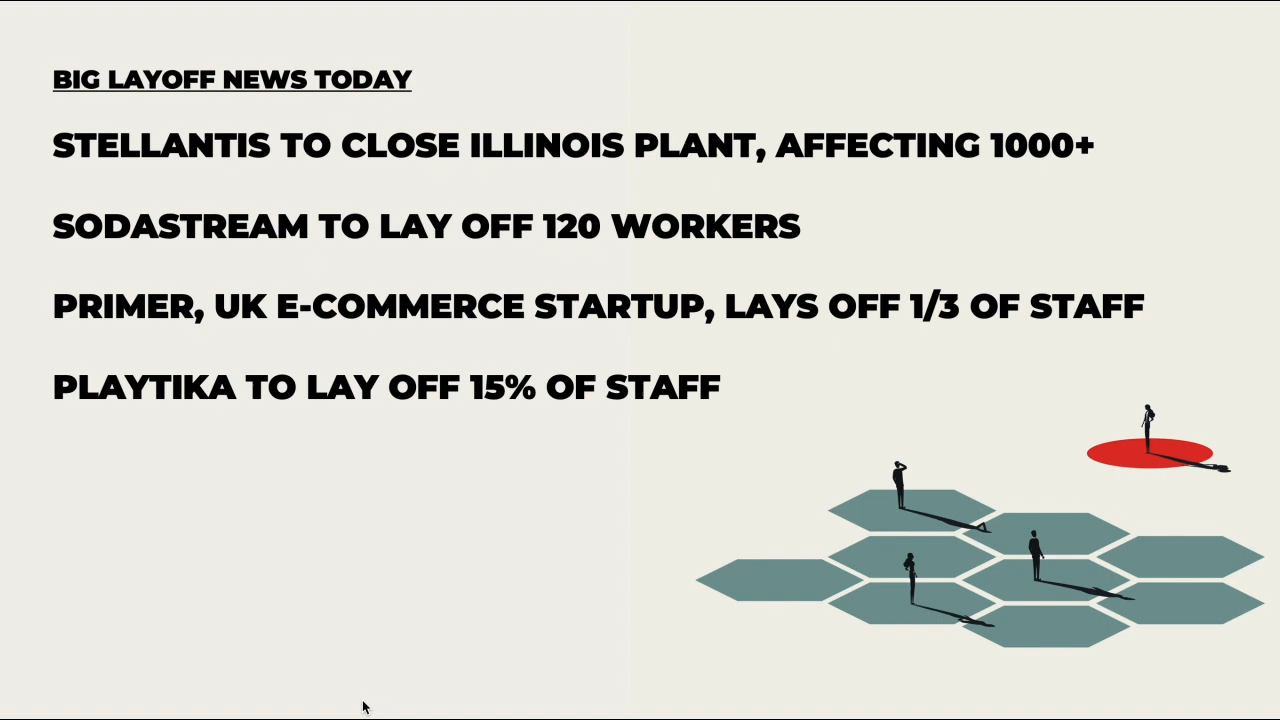 BIG LAYOFF NEWS TODAY
STELLANTIS TO CLOSE ILLINOIS PLANT, AFFECTING 1000+
SODASTREAM TO LAY OFF 120 WORKERS
PRIMER, UK E-COMMERCE STARTUP, LAYS OFF 1/3 OF STAFF
PLAYTIKA TO LAY OFF 15% OF STAFF